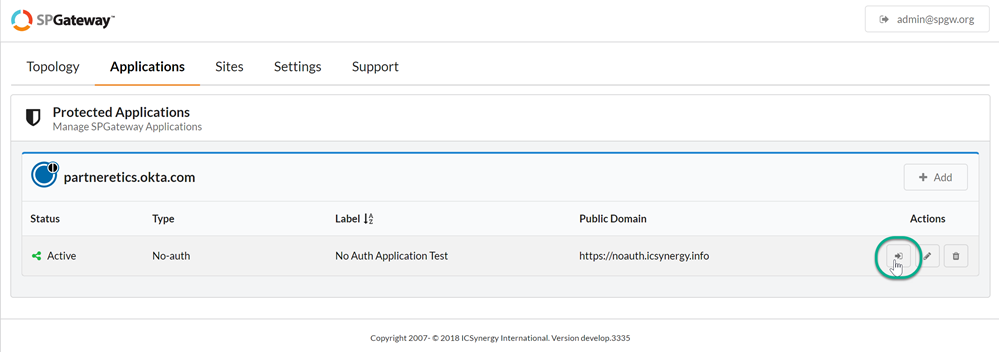 SPGateway™
admin@spgw.org
Topology Applications Sites Settings Support
Protected Applications
Manage SPGateway Applications
partneretics.okta.com
Add
Status Type Label Public Domain Actions
Active No-auth No Auth Application Test https://noauth.icsynergy.info
Copyright 2007- © 2018 ICSynergy International. Version develop.3335